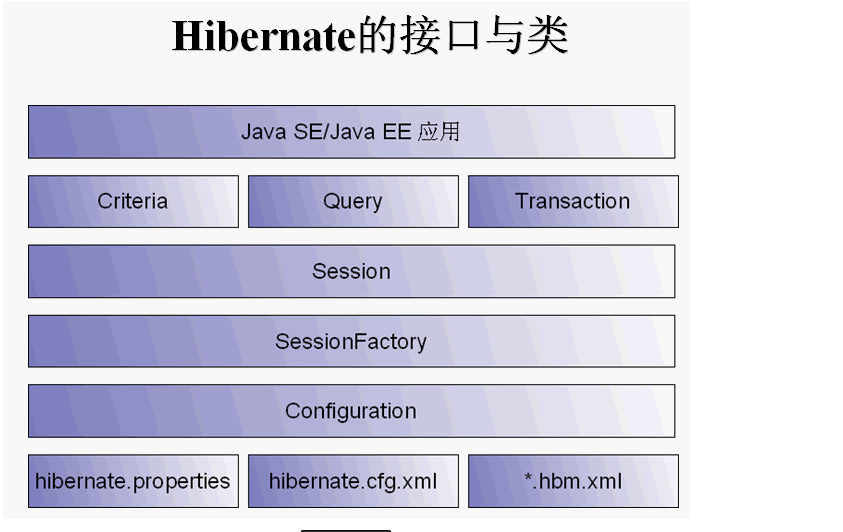 Hibernate的接口与类
Java SE/Java EE 应用
Criteria
Query
Transaction
Session
SessionFactory
Configuration
hibernate.properties
hibernate.cfg.xml
*.hbm.xml